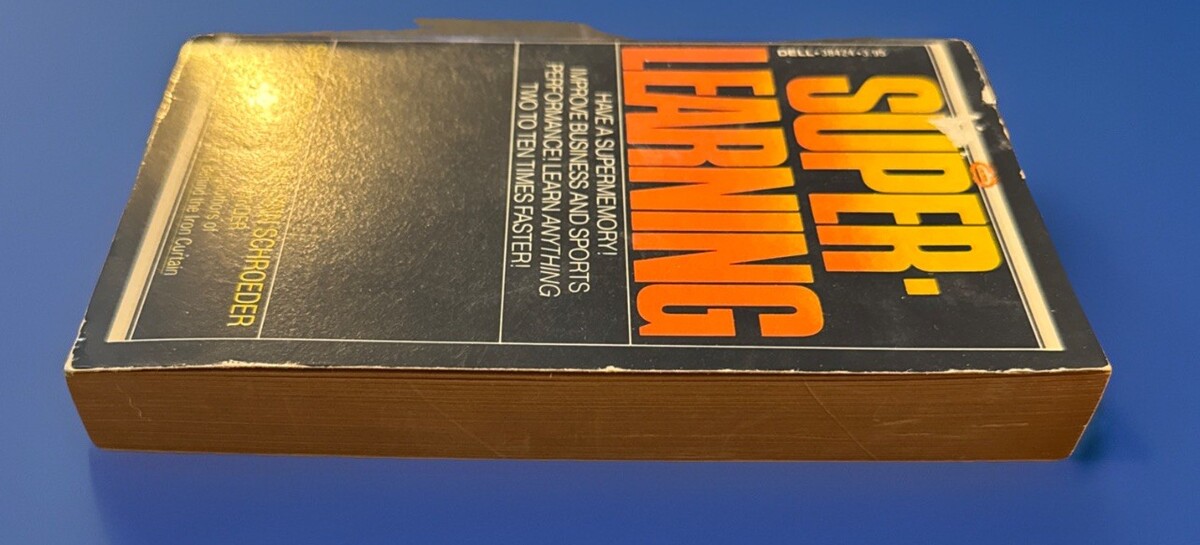 DELL • 38424 • 3.95
SUPER-
LEARNING
HAVE A SUPERMEMORY!
IMPROVE BUSINESS AND SPORTS
PERFORMANCE! LEARN ANYTHING
TWO TO TEN TIMES FASTER!
SCHROEDER
of
the Iron Curtain